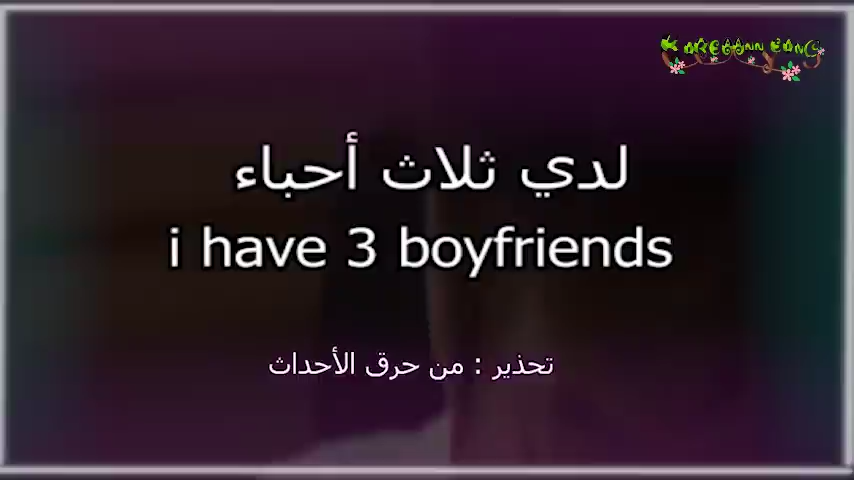 لدي ثلاث أحباء
i have 3 boyfriends
تحذير : من حرق الأحداث